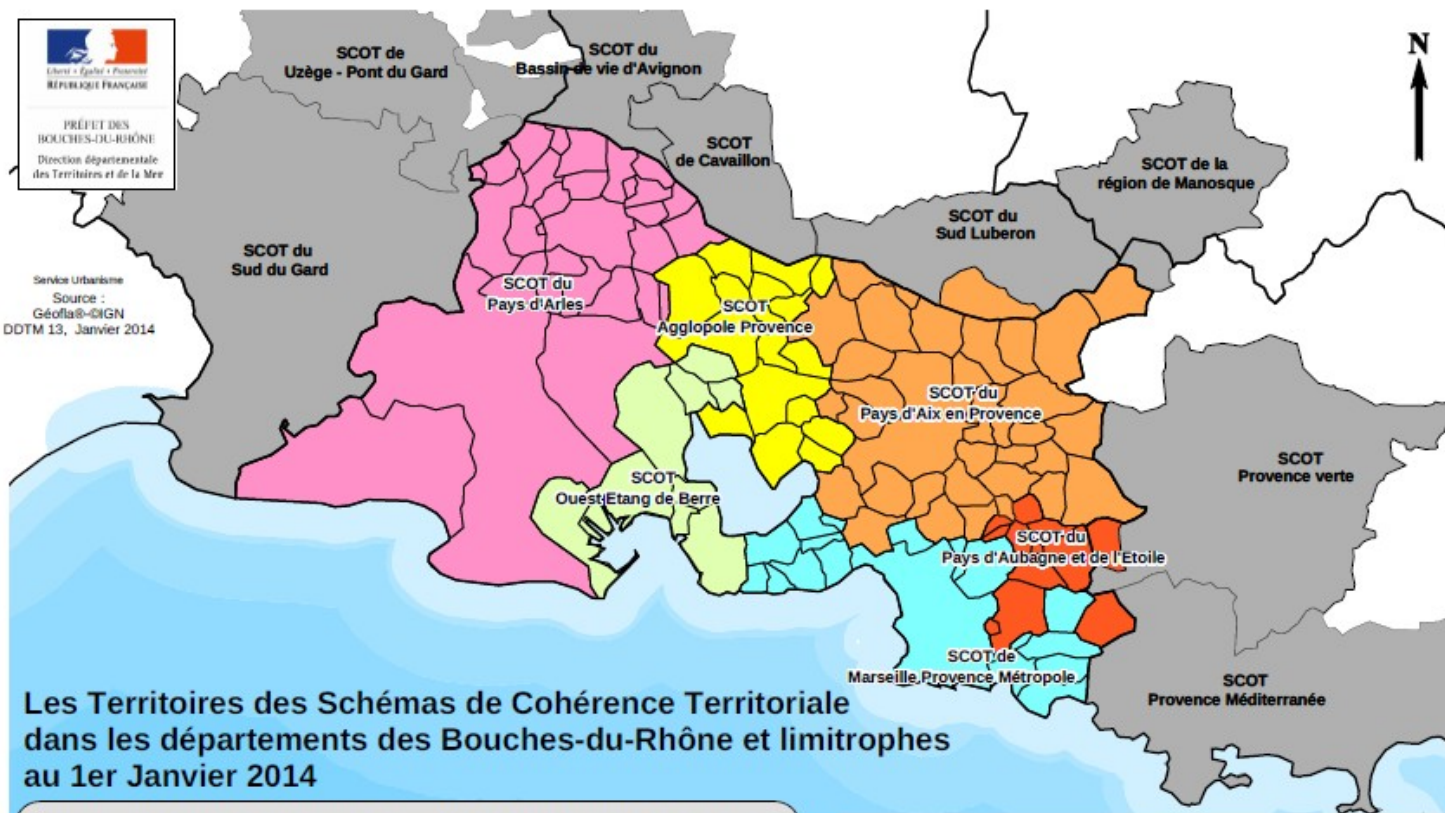 Liberté • Égalité • Fraternité
RÉPUBLIQUE FRANÇAISE
PRÉFET DES
BOUCHES-DU-RHÔNE
Direction départementale
des Territoires et de la Mer
Service Urbanisme
Source :
Géofla®-©IGN
DDTM 13, Janvier 2014
SCOT de
Uzège - Pont du Gard
SCOT du
Bassin de vie d'Avignon
N
SCOT
de Cavaillon
SCOT de la
région de Manosque
SCOT du
Sud Luberon
SCOT du
Sud du Gard
SCOT du
Pays d'Arles
SCOT
Agglopole Provence
SCOT du
Pays d'Aix en Provence
SCOT
Provence verte
SCOT
Ouest Etang de Berre
SCOT du
Pays d'Aubagne et de l'Etoile
SCOT de
Marseille Provence Métropole
SCOT
Provence Méditerranée
Les Territoires des Schémas de Cohérence Territoriale
dans les départements des Bouches-du-Rhône et limitrophes
au 1er Janvier 2014